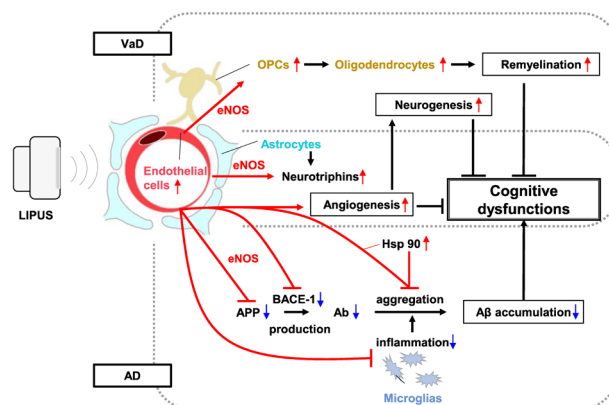 VaD
OPCs
Oligodendrocytes
Remyelination
eNOS
Neurogenesis
Astrocytes
eNOS
Endothelial
cells
Neurotriphins
LIPUS
Angiogenesis
Cognitive
dysfunctions
Hsp 90
eNOS
BACE-1
aggregation
APP
Ab
Aβ accumulation
production
inflammation
AD
Microglias